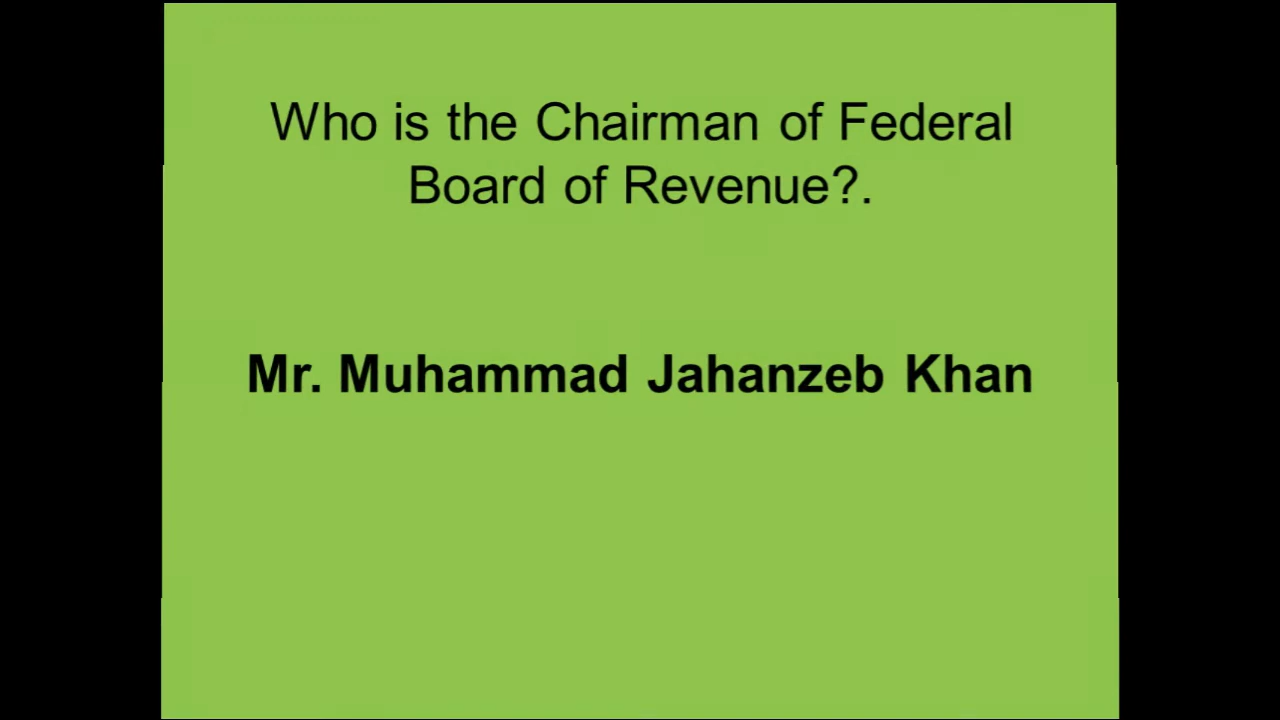 Who is the Chairman of Federal
Board of Revenue?.
Mr. Muhammad Jahanzeb Khan